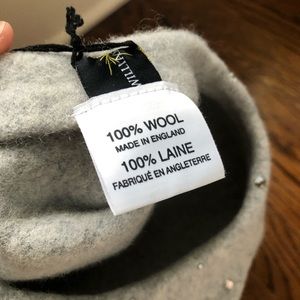 100% WOOL
MADE IN ENGLAND
100% LAINE
FABRIQUÉ EN ANGLETERRE